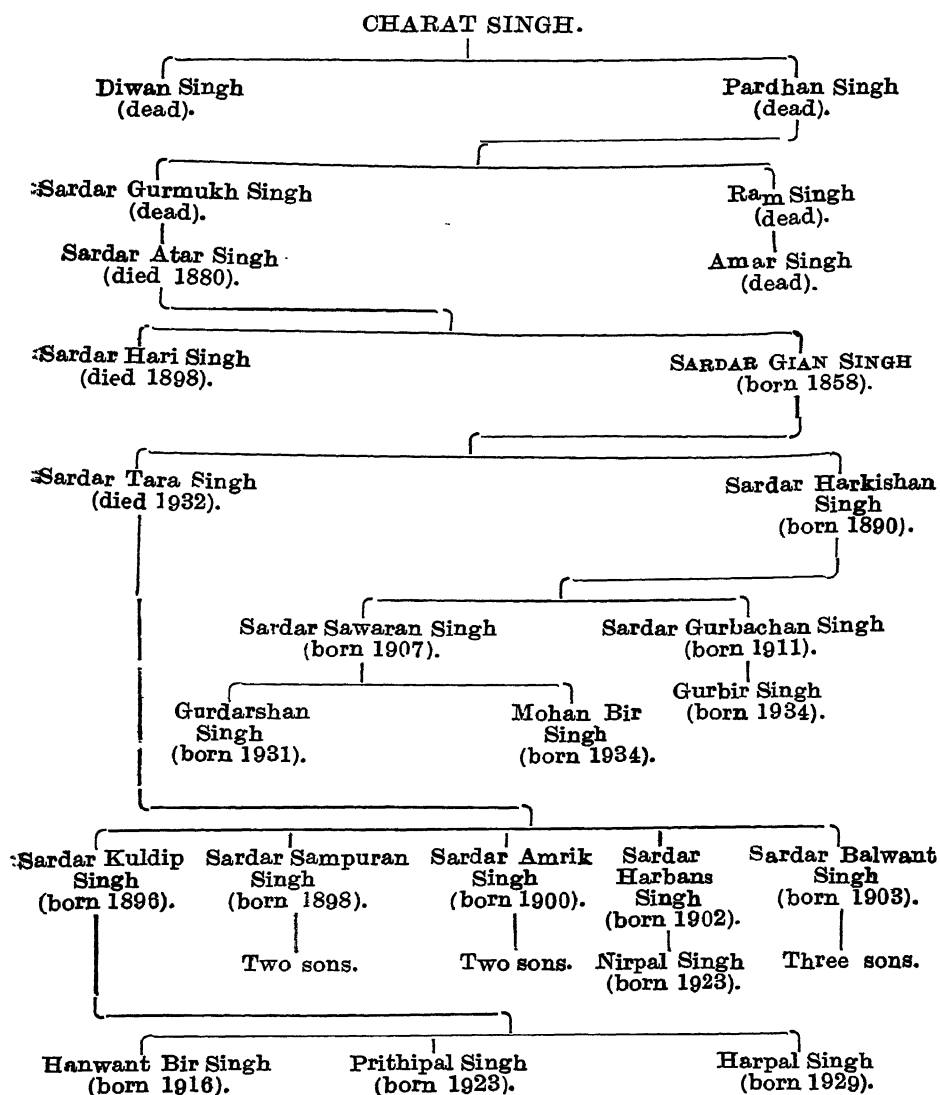 CHARAT SINGH.
Diwan Singh
(dead).
Pardhan Singh
(dead).
Sardar Gurmukh Singh
(dead).
Ram Singh
(dead).
Sardar Atar Singh
(died 1880).
Amar Singh
(dead).
Sardar Hari Singh
(died 1898).
SARDAR GIAN SINGH
(born 1858).
Sardar Tara Singh
(died 1932).
Sardar Harkishan
Singh
(born 1890).
Sardar Sawaran Singh
(born 1907).
Sardar Gurbachan Singh
(born 1911).
Gurdarshan
Singh
(born 1931).
Mohan Bir
Singh
(born 1934).
Gurbir Singh
(born 1934).
Sardar Kuldip
Singh
(born 1896).
Sardar Sampuran
Singh
(born 1898).
Sardar Amrik
Singh
(born 1900).
Sardar
Harbans
Singh
(born 1902).
Sardar Balwant
Singh
(born 1903).
Two sons.
Two sons.
Nirpal Singh
(born 1923).
Three sons.
Hanwant Bir Singh
(born 1916).
Prithipal Singh
(born 1923).
Harpal Singh
(born 1929).